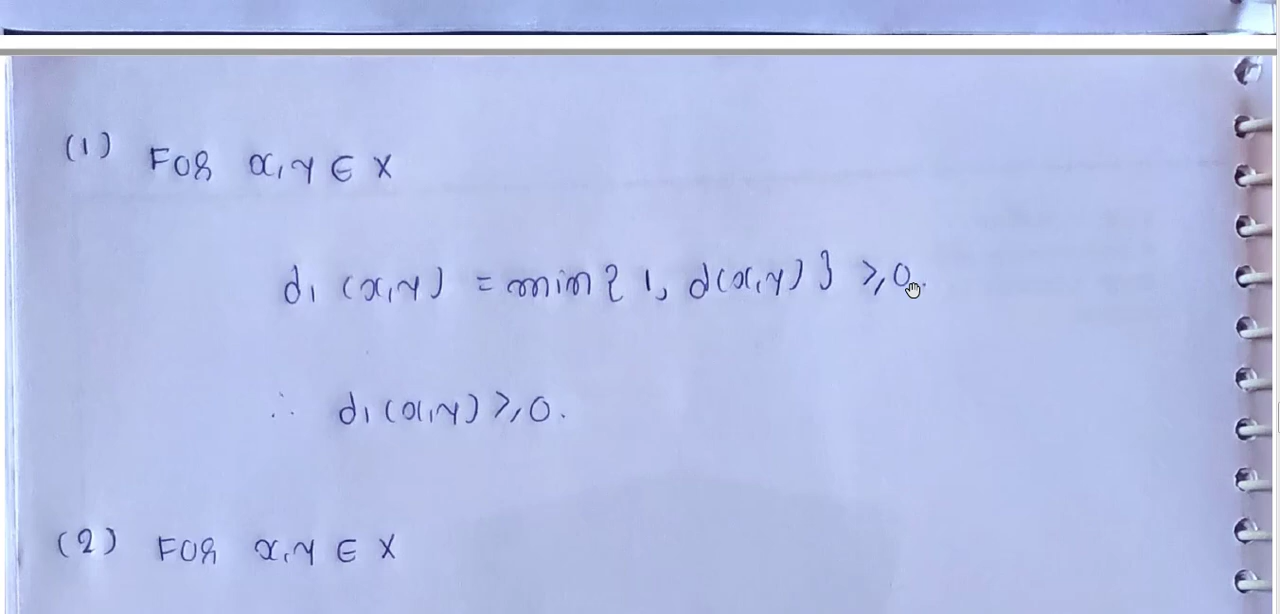 (1) FOR x, y ∈ X
d₁ (x, y) = min { 1, d(x, y) } ≥ 0.
∴ d₁ (x, y) ≥ 0.
(2) FOR x, y ∈ X